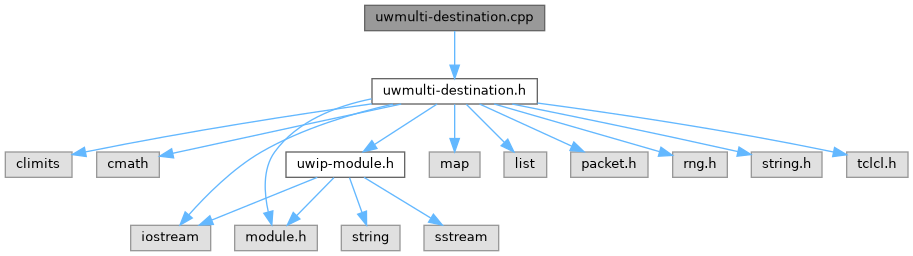 uwmulti-destination.cpp
uwmulti-destination.h
climits
cmath
uwip-module.h
map
list
packet.h
rng.h
string.h
tclcl.h
iostream
module.h
string
sstream